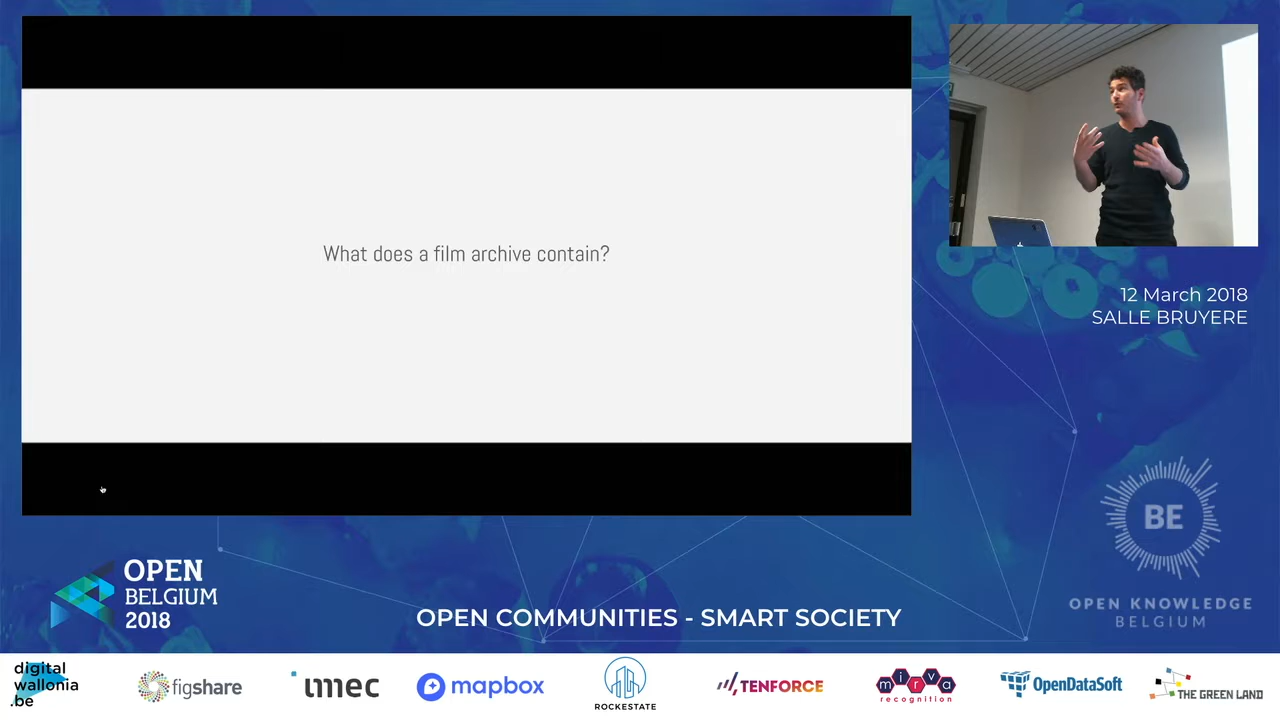 What does a film archive contain?
12 March 2018
SALLE BRUYERE
BE
OPEN KNOWLEDGE
BELGIUM
OPEN
BELGIUM
2018
OPEN COMMUNITIES - SMART SOCIETY
digital
wallonia
.be
figshare
imec
mapbox
ROCKESTATE
TENFORCE
mirva
recognition
OpenDataSoft
THE GREEN LAND